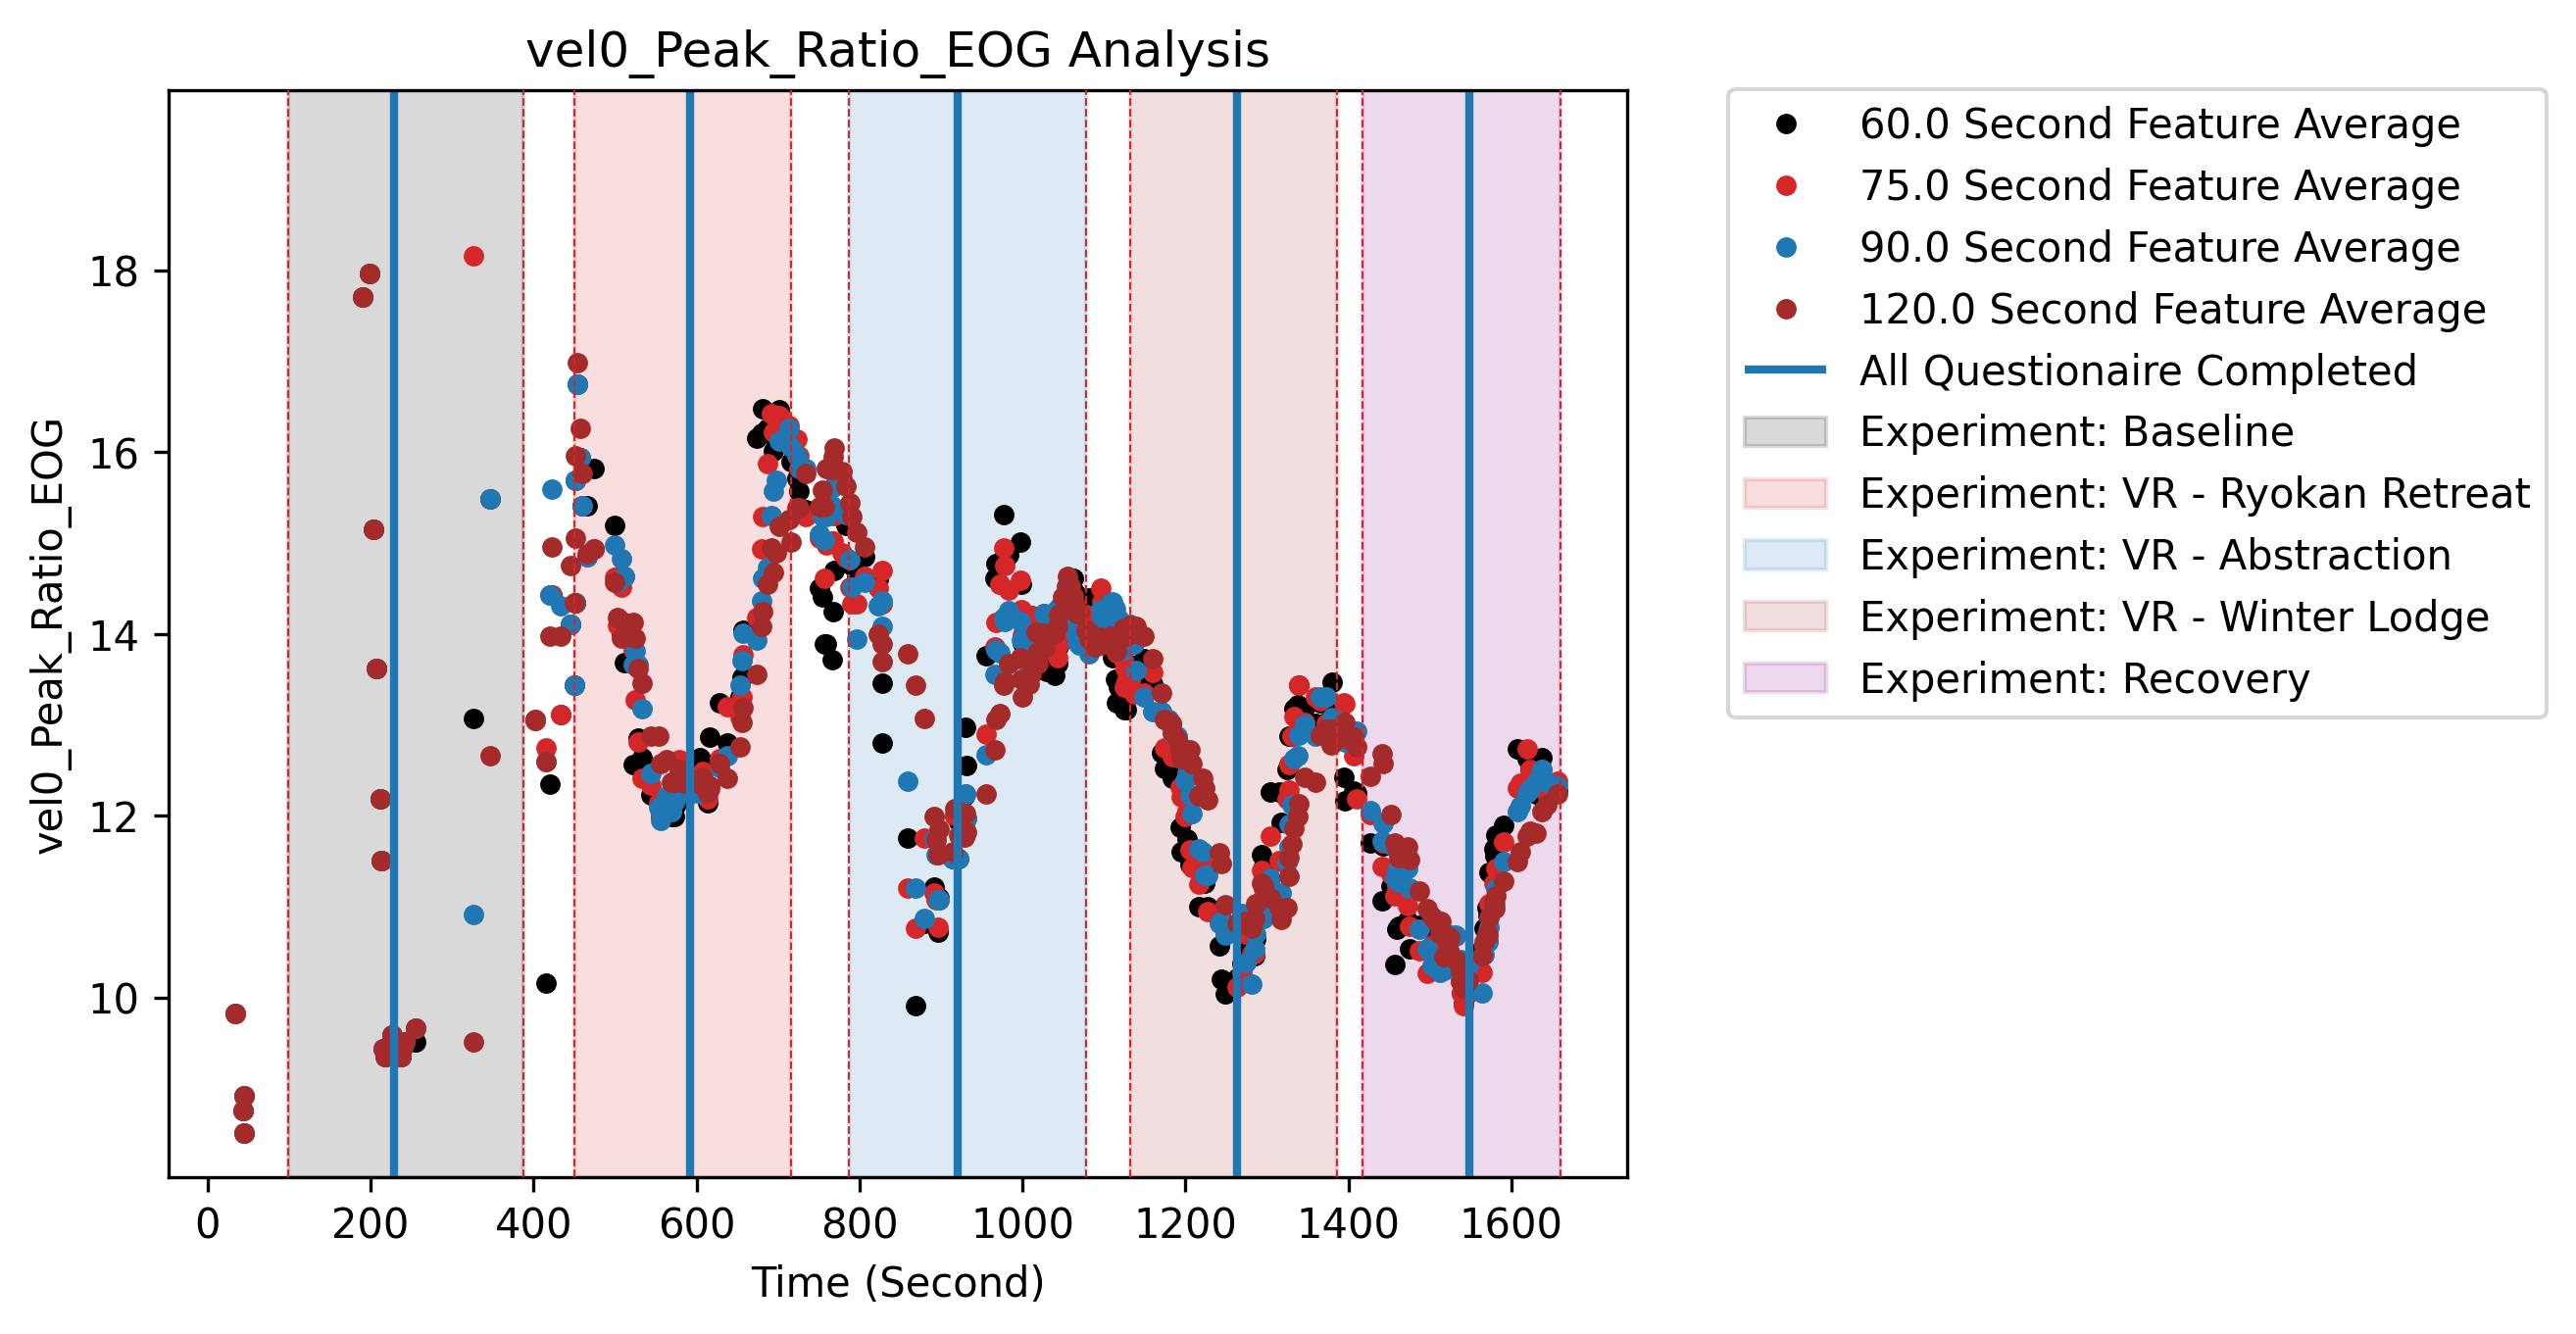 vel0_Peak_Ratio_EOG Analysis
vel0_Peak_Ratio_EOG
18
16
14
12
10
0 200 400 600 800 1000 1200 1400 1600
Time (Second)
60.0 Second Feature Average
75.0 Second Feature Average
90.0 Second Feature Average
120.0 Second Feature Average
All Questionaire Completed
Experiment: Baseline
Experiment: VR - Ryokan Retreat
Experiment: VR - Abstraction
Experiment: VR - Winter Lodge
Experiment: Recovery